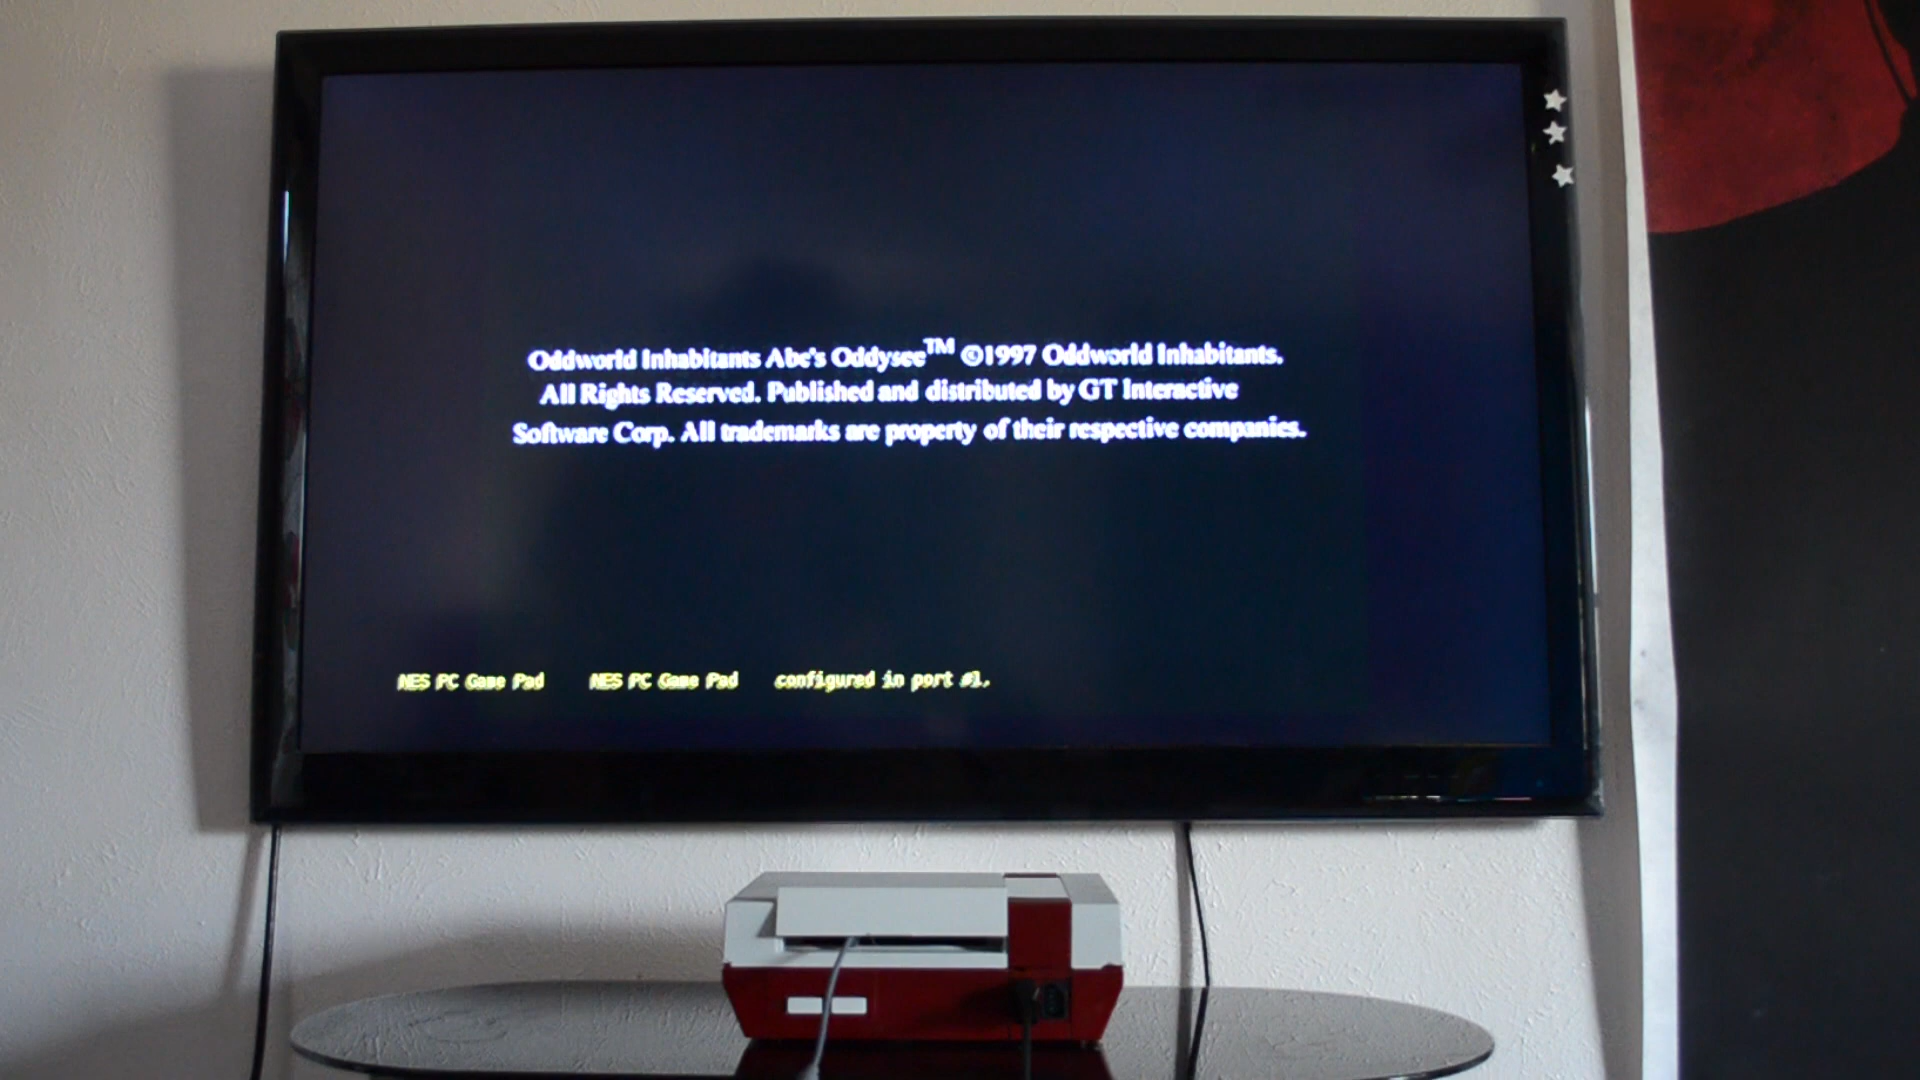 Oddworld Inhabitants Abe's Oddysee™ ©1997 Oddworld Inhabitants.
All Rights Reserved. Published and distributed by GT Interactive
Software Corp. All trademarks are property of their respective companies.
NES PC Game Pad NES PC Game Pad configured in port #1.